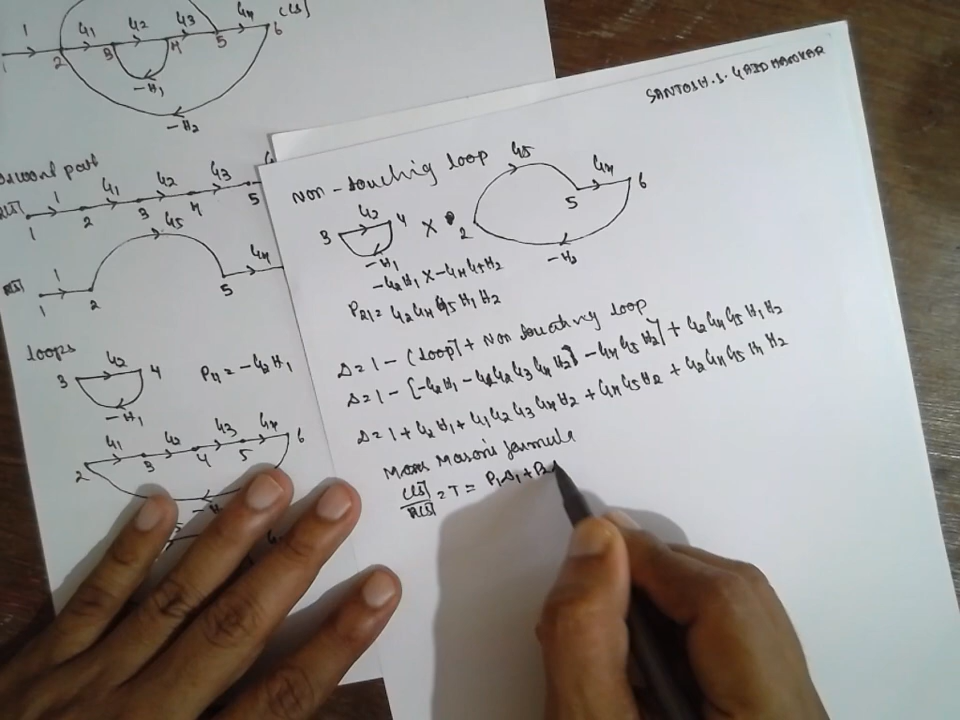 1 G1 G2 G3 G4 C(S)
2 3 4 5 6
-H1
-H2
path
R(S) 1 G1 G2 G3
1 2 3 4 5
G5
R(S) 1 G4
1 2 5
loops
3 G2 4 P11 = -G2H1
-H1
G1 G2 G3 G4 6
2 3 4 5
SANTOSH.S.
Non-touching loop
G5
3 G2 4 X 2 5 G4 6
-H1
-H2
-G2H1 X -G4
P21 = G2G4G5H1H2
Δ=1-[loop]+Non touching loop
Δ=1-[-G2H1 - G1G2G3G4H2 - G4G5H2] + G2G4G5H1H2
Δ=1+G2H1+G1G2G3G4H2+G4G5H2+G2G4G5H1H2
Mason's formula
C(S)/R(S) = T = P1Δ1+P2